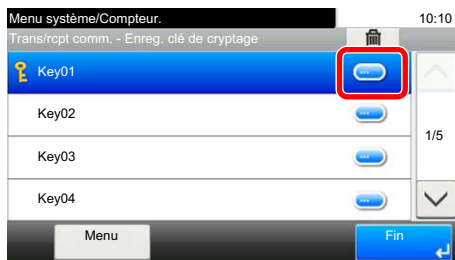 Menu système/Compteur.
10:10
Trans/rcpt comm. - Enreg. clé de cryptage
Key01
Key02
1/5
Key03
Key04
Menu
Fin